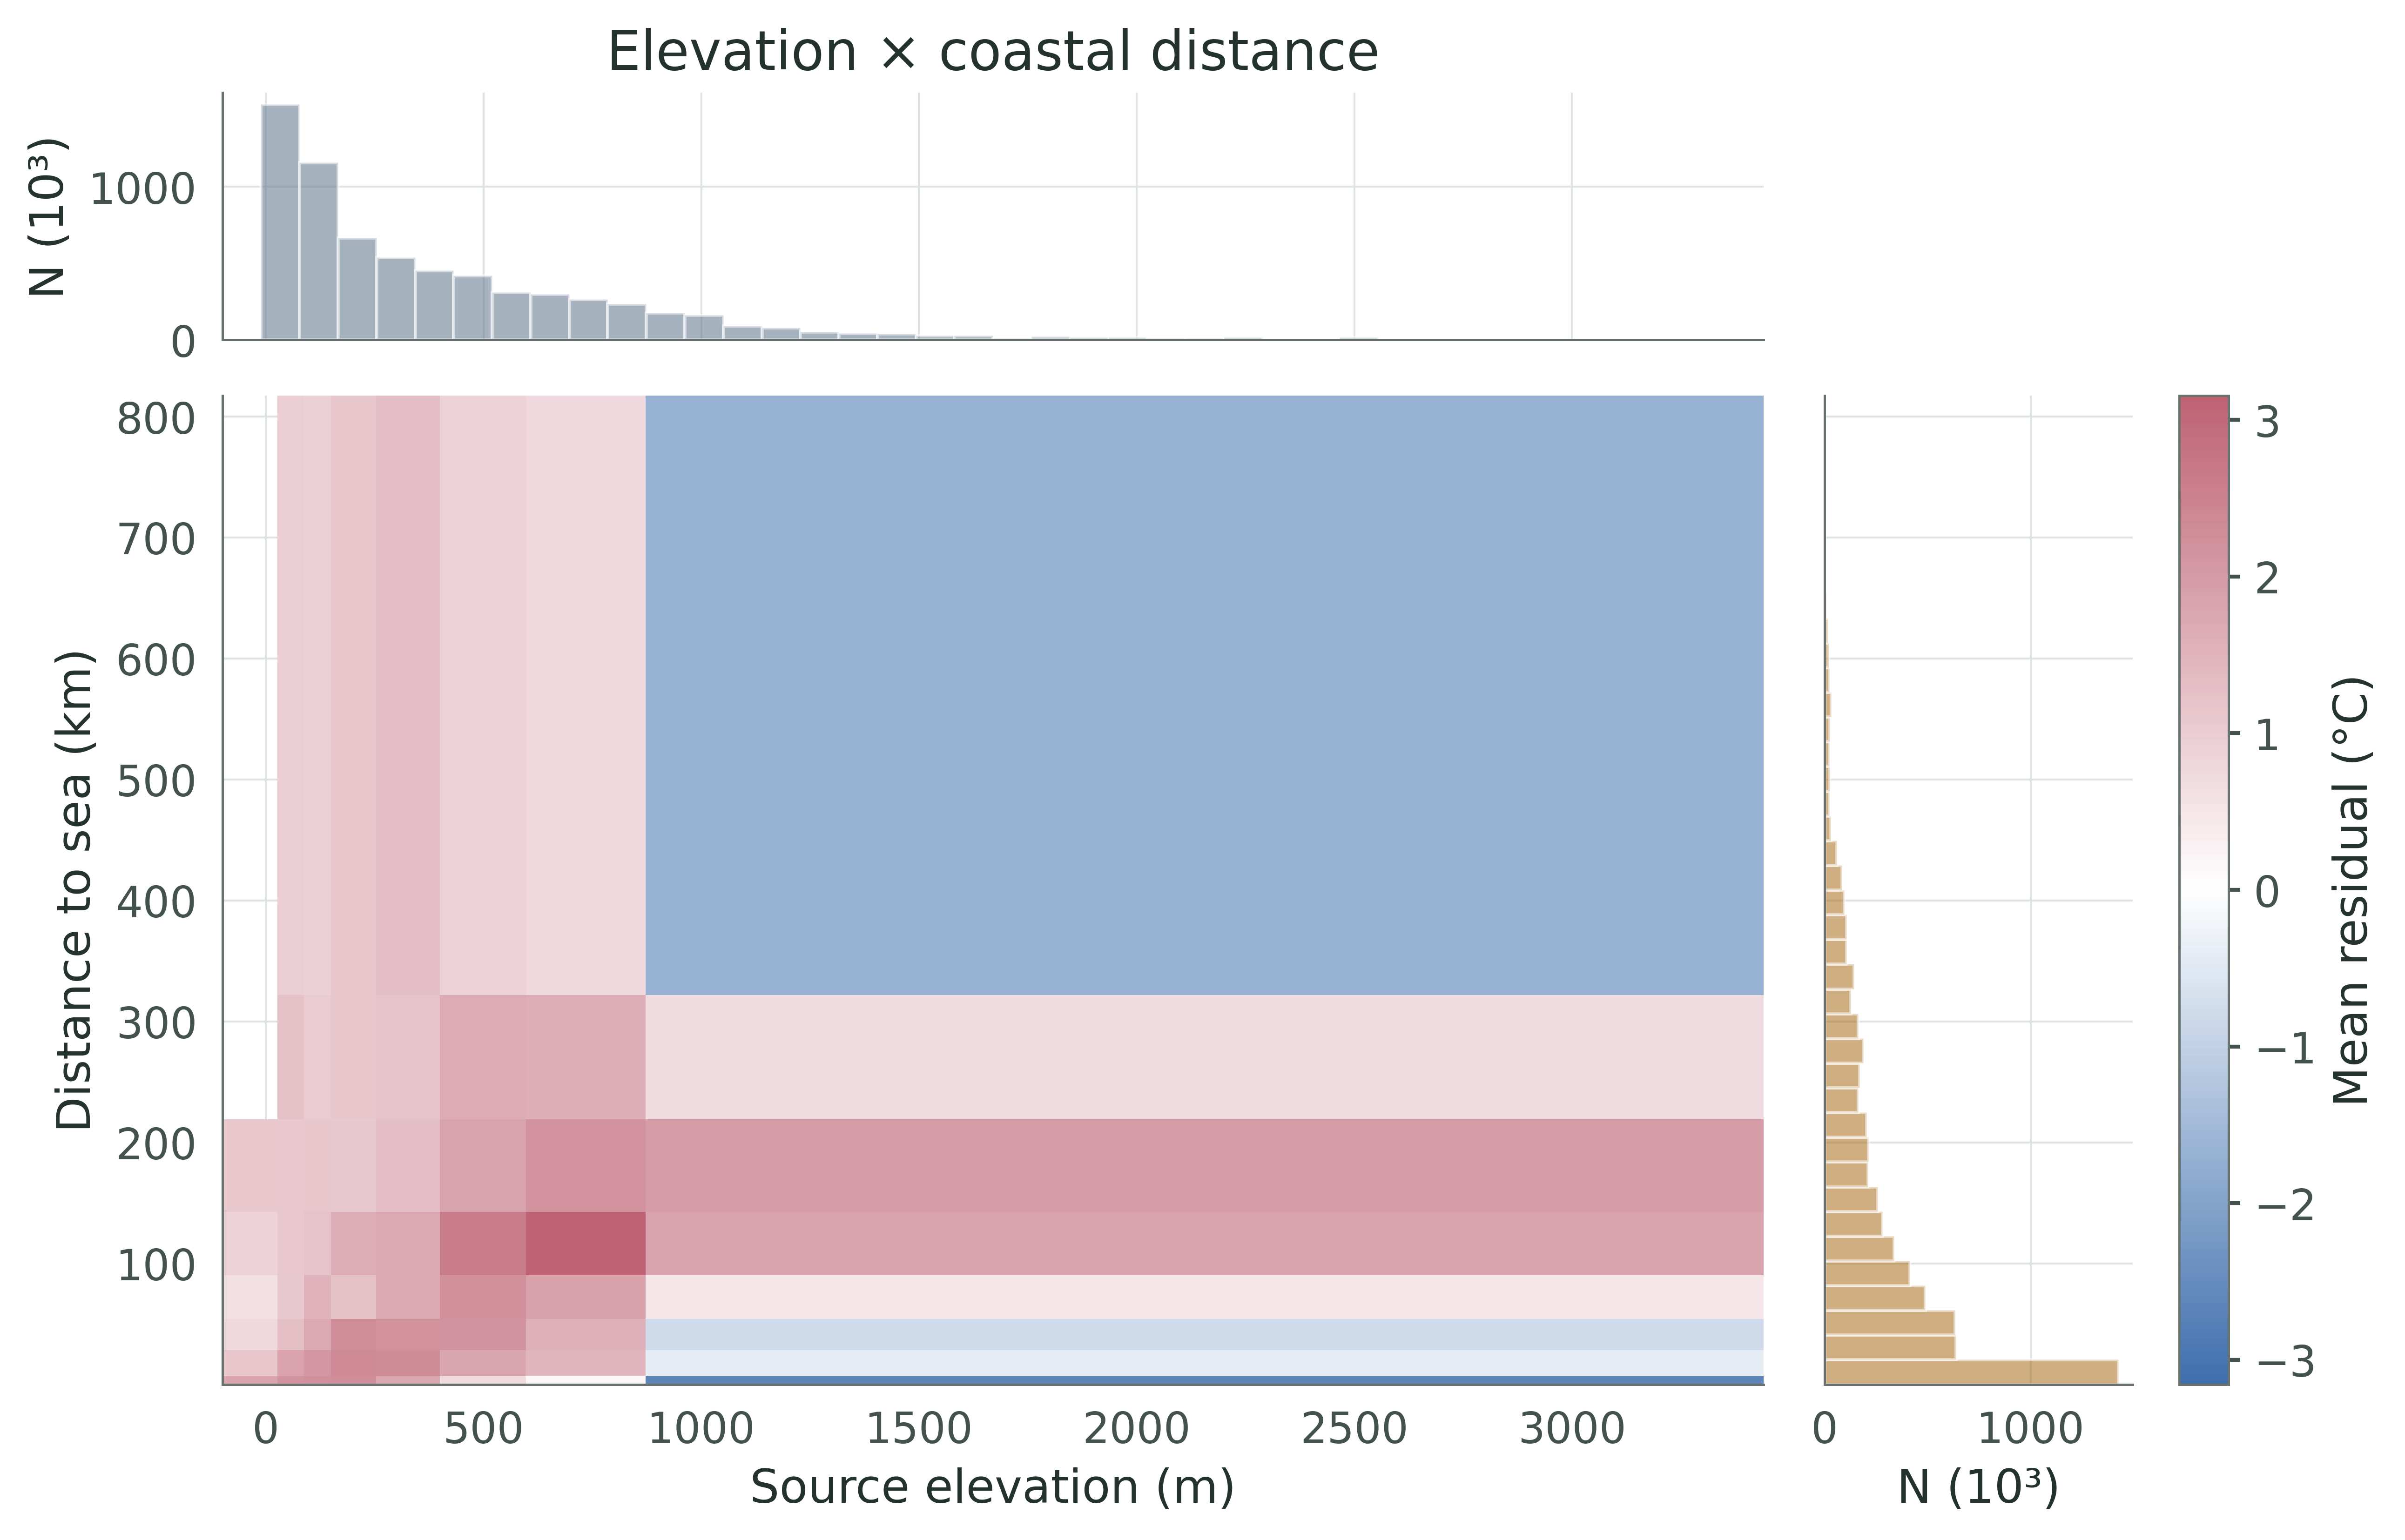 Elevation × coastal distance
N (10³)
1000
0
Distance to sea (km)
800
700
600
500
400
300
200
100
0 500 1000 1500 2000 2500 3000
Source elevation (m)
0 1000
N (10³)
3
2
1
0
−1
−2
−3
Mean residual (°C)